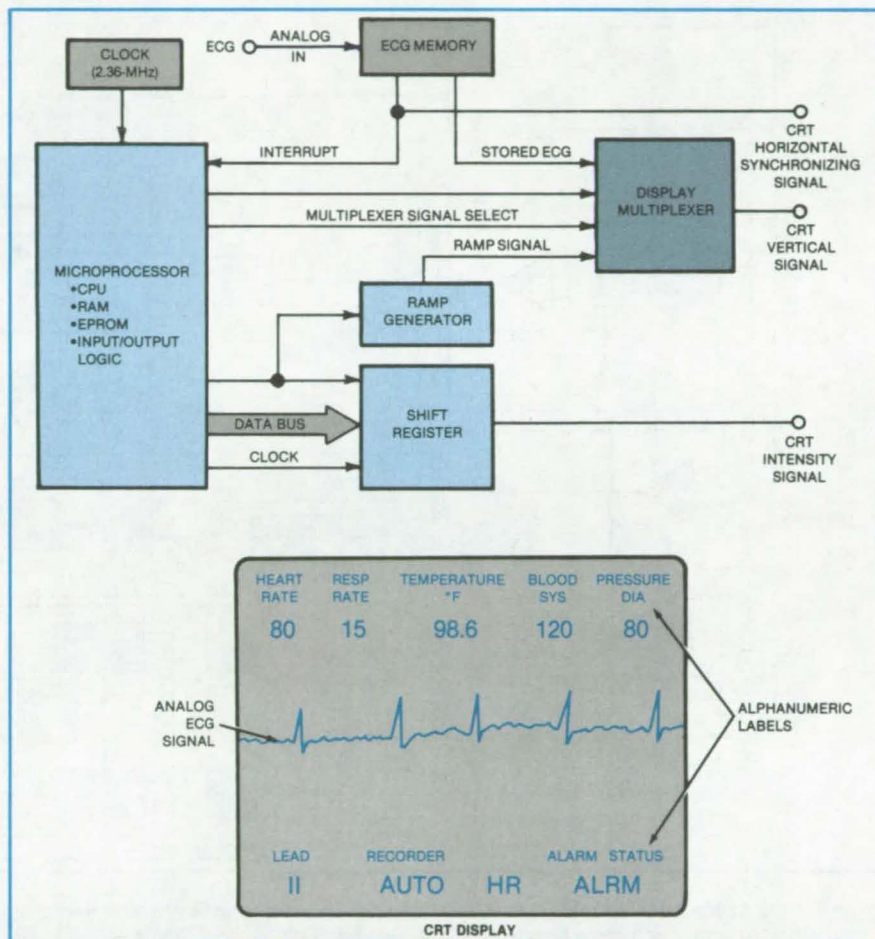 CLOCK
(2.36-MHz)
ECG
ANALOG
IN
ECG MEMORY
INTERRUPT
STORED ECG
CRT
HORIZONTAL
SYNCHRONIZING
SIGNAL
DISPLAY
MULTIPLEXER
MULTIPLEXER SIGNAL SELECT
CRT
VERTICAL
SIGNAL
RAMP SIGNAL
MICROPROCESSOR
•CPU
•RAM
•EPROM
•INPUT/OUTPUT
LOGIC
RAMP
GENERATOR
DATA BUS
SHIFT
REGISTER
CLOCK
CRT
INTENSITY
SIGNAL
HEART RESP TEMPERATURE BLOOD PRESSURE
RATE RATE °F SYS DIA
80 15 98.6 120 80
ANALOG
ECG
SIGNAL
ALPHANUMERIC
LABELS
LEAD RECORDER ALARM STATUS
II AUTO HR ALRM
CRT DISPLAY